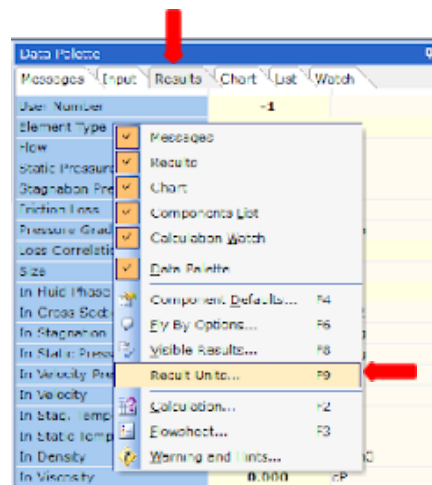 Data Palette
Messages Input Results Chart List Watch
User Number -1
Element Type
Flow
Static Pressure
Stagnation Pre
Friction Loss
Pressure Grad
Loss Correlatio
Size
In Fluid Phase
In Cross Secti
In Stagnation
In Static Press
In Velocity Pre
In Velocity
In Stag. Temp
In Static Temp
In Density
In Viscosity 0.000 cP
Messages
Results
Chart
Components List
Calculation Watch
Data Palette
Component Defaults... F4
Fly By Options... F6
Visible Results... F8
Result Units... F9
Calculation... F2
Flowsheet... F3
Warning and Hints...